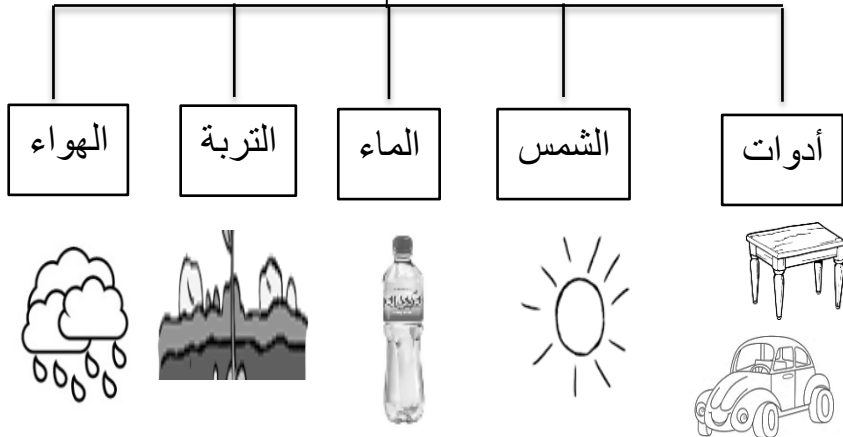 أدوات
الشمس
الماء
التربة
الهواء